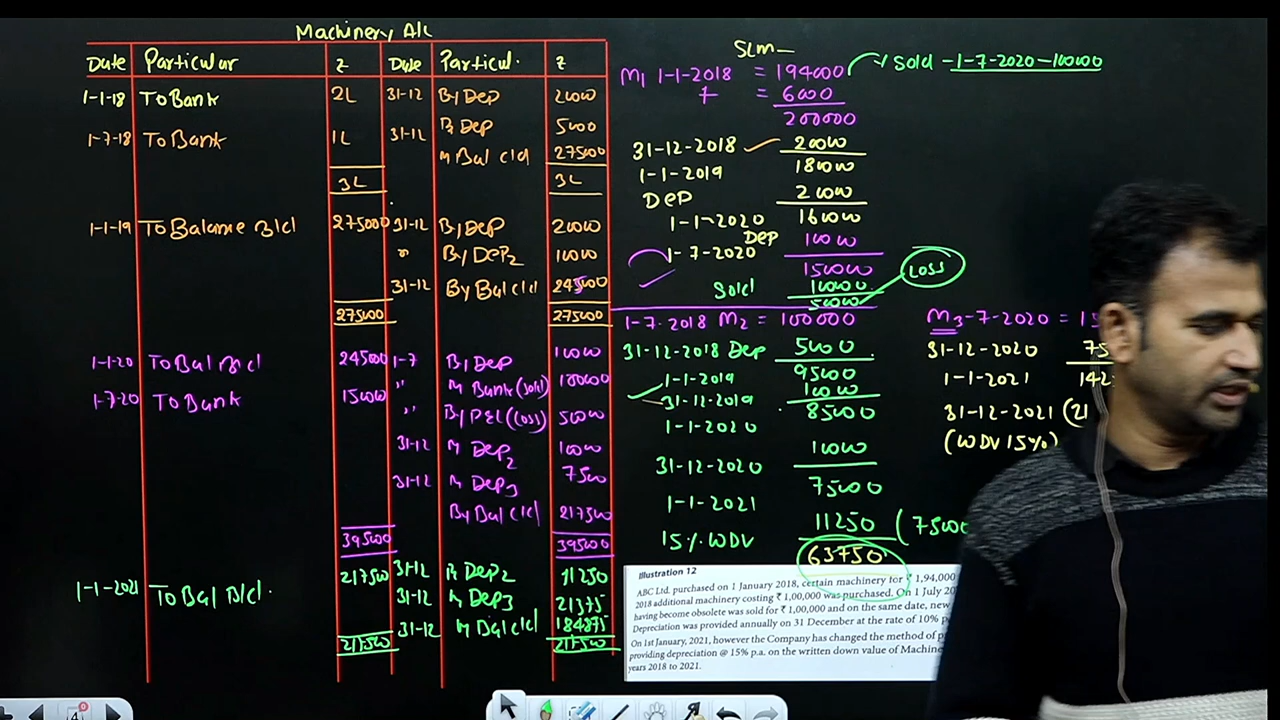 Machinery A/c
Date Particular ₹ Date Particul. ₹
1-1-18 To Bank 2L 31-12 By Dep 20000
1-7-18 To Bank 1L 31-12 By Dep 5000
" Bal c/d 275000
3L 3L
1-1-19 To Balance B/d 275000 31-12 By Dep 20000
" By Dep2 10000
31-12 By Bal c/d 245000
275000 275000
1-1-20 To Bal B/d 245000 1-7 By Dep 10000
1-7-20 To Bank 150000 " By Bank (sold) 100000
" By P&L (Loss) 50000
31-12 By Dep2 10000
31-12 By Dep3 7500
By Bal c/d 217500
395000 395000
1-1-2021 To Bal B/d. 217500 31-12 By Dep2 11250
31-12 By Dep3 21375
31-12 By Bal c/d 184875
217500 217500
SLM
M1 1-1-2018 = 194000 Sold - 1-7-2020 - 100000
+ = 6000
200000
31-12-2018 20000
1-1-2019 180000
Dep 20000
1-1-2020 160000
Dep 10000
1-7-2020 150000
Sold 100000
50000 Loss
1-7-2018 M2 = 100000
31-12-2018 Dep 5000
1-1-2019 95000
31-12-2019 10000
1-1-2020 85000
31-12-2020 10000
1-1-2021 75000
15% WDV 11250 (75000
63750
M3-7-2020 = 15
31-12-2020 75
1-1-2021 142
31-12-2021 (21
(WDV 15%)
Illustration 12
ABC Ltd. purchased on 1 January 2018, certain machinery for ₹ 1,94,000
2018 additional machinery costing ₹ 1,00,000 was purchased. On 1 July 20
having become obsolete was sold for ₹ 1,00,000 and on the same date, new
Depreciation was provided annually on 31 December at the rate of 10% p
On 1st January, 2021, however the Company has changed the method of p
providing depreciation @ 15% p.a. on the written down value of Machine
years 2018 to 2021.